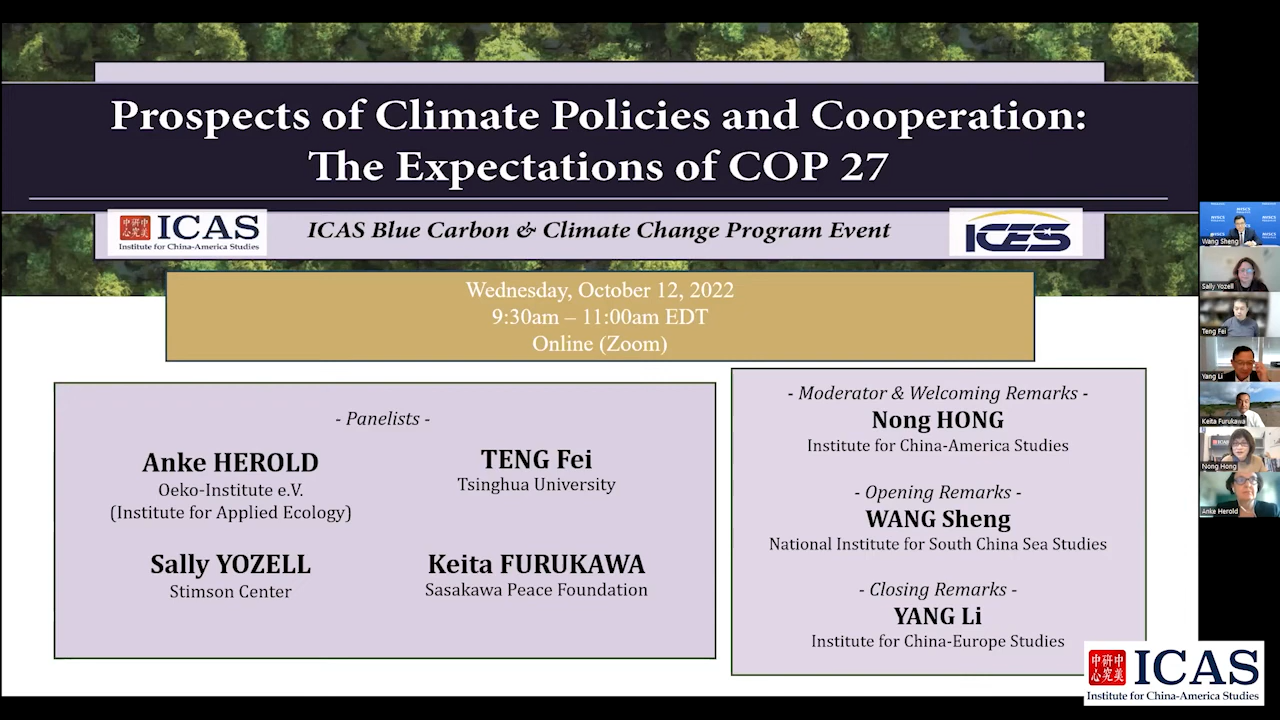 Prospects of Climate Policies and Cooperation:
The Expectations of COP 27
中研中
心究美
ICAS
Institute for China-America Studies
ICAS Blue Carbon & Climate Change Program Event
ICES
Wednesday, October 12, 2022
9:30am – 11:00am EDT
Online (Zoom)
- Panelists -
Anke HEROLD
Oeko-Institute e.V.
(Institute for Applied Ecology)
TENG Fei
Tsinghua University
Sally YOZELL
Stimson Center
Keita FURUKAWA
Sasakawa Peace Foundation
- Moderator & Welcoming Remarks -
Nong HONG
Institute for China-America Studies
- Opening Remarks -
WANG Sheng
National Institute for South China Sea Studies
- Closing Remarks -
YANG Li
Institute for China-Europe Studies
Wang Sheng
Sally Yozell
Teng Fei
Yang Li
Keita Furukawa
Nong Hong
Anke Herold
中研中
心究美
ICAS
Institute for China-America Studies